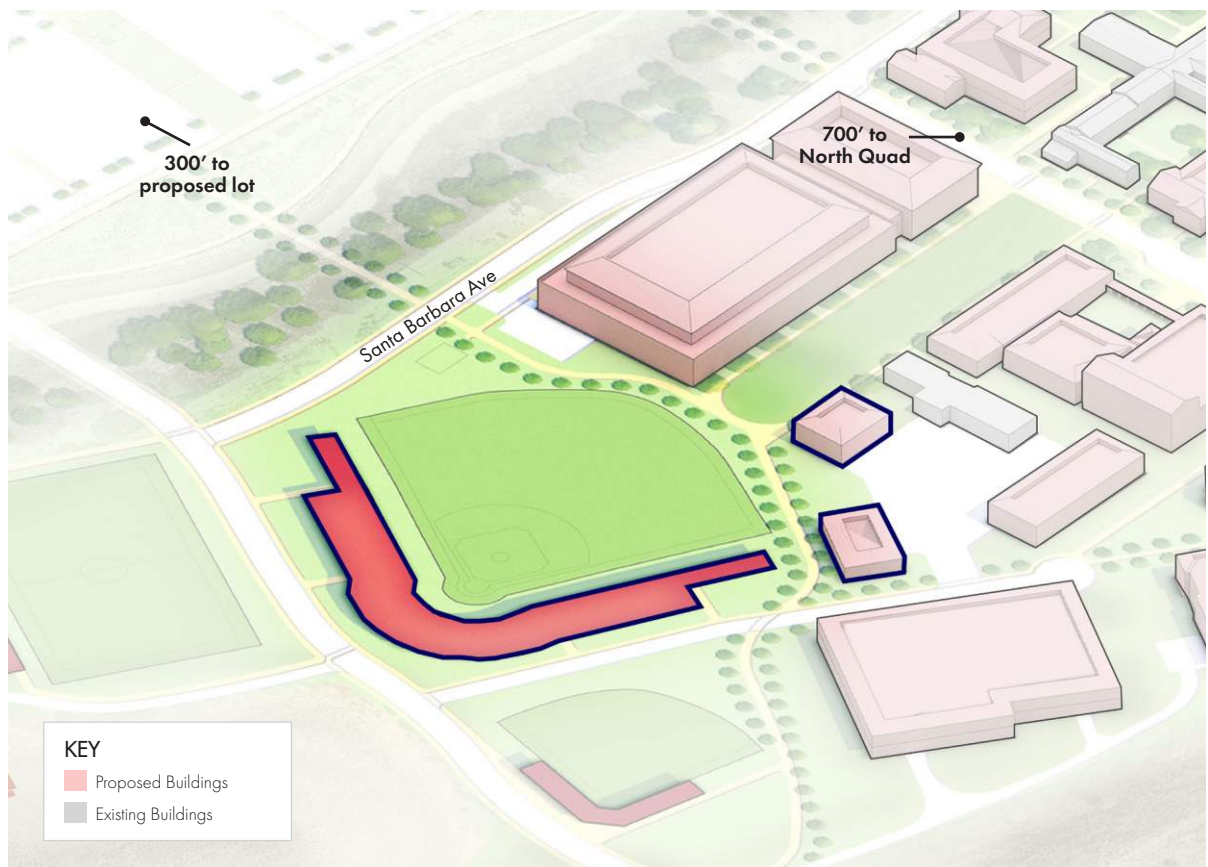 300′ to
proposed lot
700′ to
North Quad
Santa Barbara Ave
KEY
Proposed Buildings
Existing Buildings